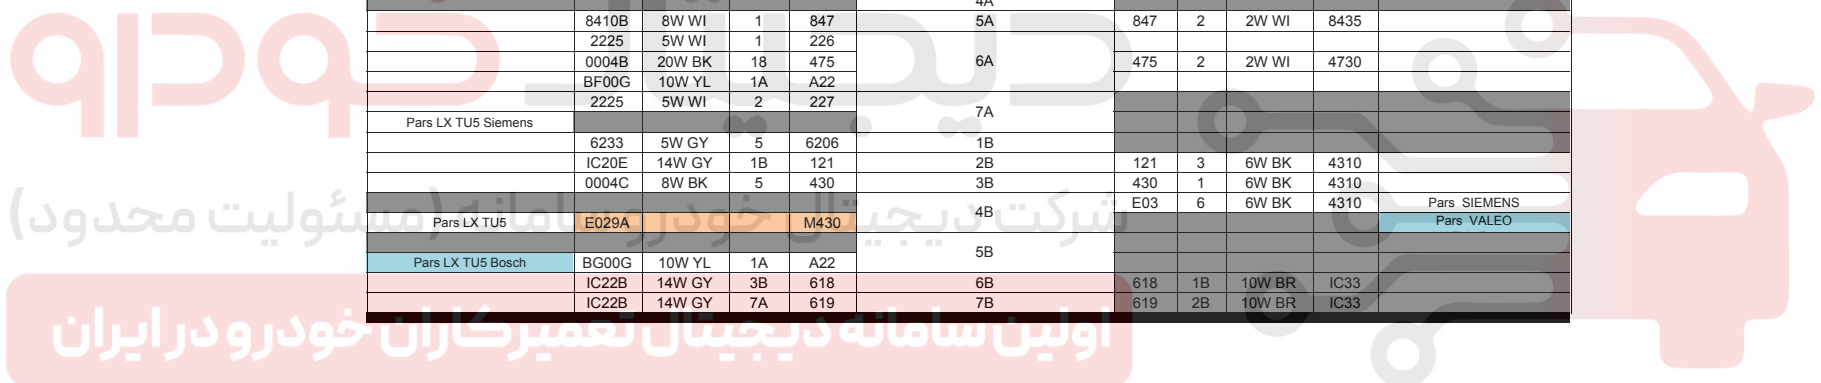 دیجیتال خودرو
4A
8410B 8W WI 1 847 5A 847 2 2W WI 8435
2225 5W WI 1 226
0004B 20W BK 18 475 6A 475 2 2W WI 4730
BF00G 10W YL 1A A22
2225 5W WI 2 227
7A
Pars LX TU5 Siemens
6233 5W GY 5 6206 1B
IC20E 14W GY 1B 121 2B 121 3 6W BK 4310
0004C 8W BK 5 430 3B 430 1 6W BK 4310
E03 6 6W BK 4310 Pars SIEMENS
4B
Pars LX TU5 E029A M430 Pars VALEO
شرکت دیجیتال خودرو سامانه (مسئولیت محدود)
5B
Pars LX TU5 Bosch BG00G 10W YL 1A A22
IC22B 14W GY 3B 618 6B 618 1B 10W BR IC33
IC22B 14W GY 7A 619 7B 619 2B 10W BR IC33
اولین سامانه دیجیتال تعمیرکاران خودرو در ایران